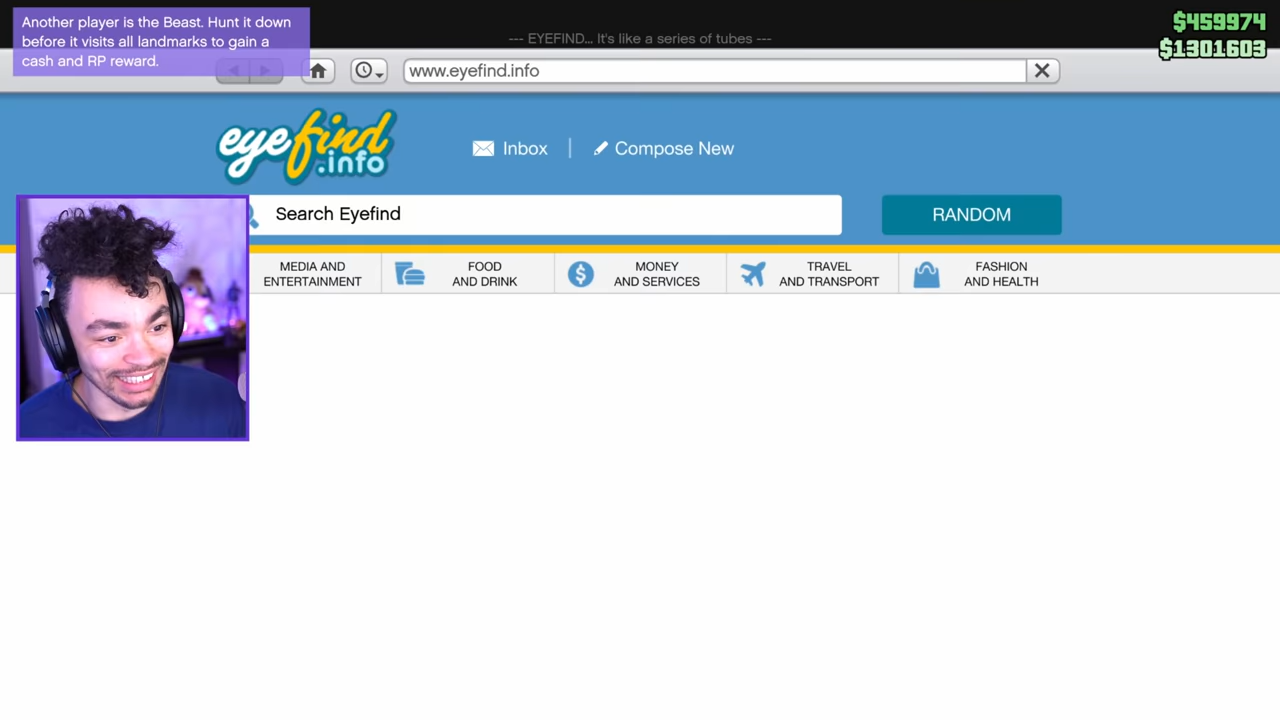 Another player is the Beast. Hunt it down
before it visits all landmarks to gain a
cash and RP reward.
--- EYEFIND... It's like a series of tubes ---
$459974
$1301603
www.eyefind.info
eyefind
.info
Inbox
Compose New
Search Eyefind
RANDOM
MEDIA AND
ENTERTAINMENT
FOOD
AND DRINK
MONEY
AND SERVICES
TRAVEL
AND TRANSPORT
FASHION
AND HEALTH